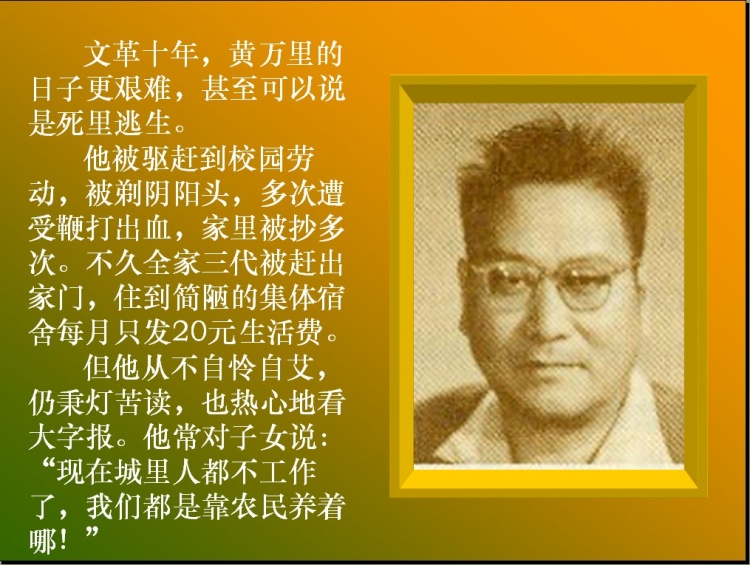 文革十年，黄万里的
日子更艰难，甚至可以说
是死里逃生。
他被驱赶到校园劳
动，被剃阴阳头，多次遭
受鞭打出血，家里被抄多
次。不久全家三代被赶出
家门，住到简陋的集体宿
舍每月只发20元生活费。
但他从不自怜自艾，
仍秉灯苦读，也热心地看
大字报。他常对子女说：
“现在城里人都不工作
了，我们都是靠农民养着
哪！”